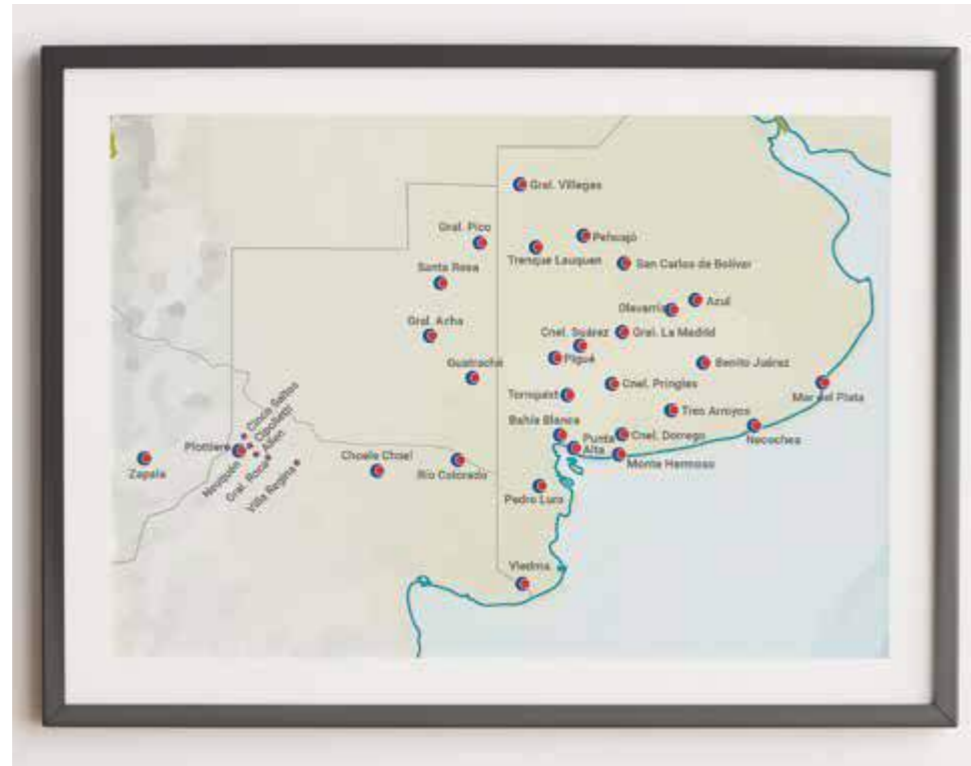 Gral. Villegas
Gral. Pico
Pehuajó
Trenque Lauquen
San Carlos de Bolívar
Santa Rosa
Azul
Olavarría
Gral. Acha
Cnel. Suárez
Gral. La Madrid
Pigué
Benito Juárez
Guatraché
Cnel. Pringles
Mar del Plata
Tornquist
Tres Arroyos
Bahía Blanca
Necochea
Cnel. Dorrego
Punta
Alta
Monte Hermoso
Cinco Saltos
Cipolletti
Allen
Plottier
Neuquén
Gral. Roca
Villa Regina
Zapala
Choele Choel
Río Colorado
Pedro Luro
Viedma